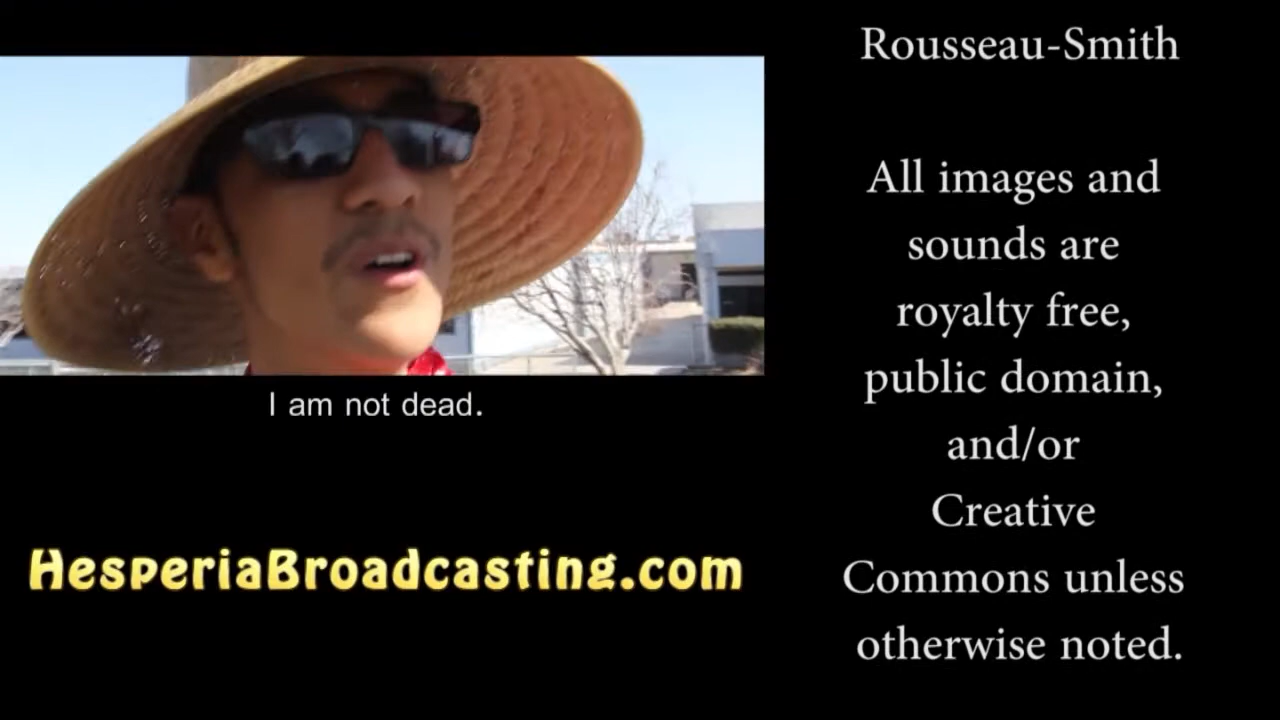 I am not dead.
HesperiaBroadcasting.com
Rousseau-Smith
All images and
sounds are
royalty free,
public domain,
and/or
Creative
Commons unless
otherwise noted.